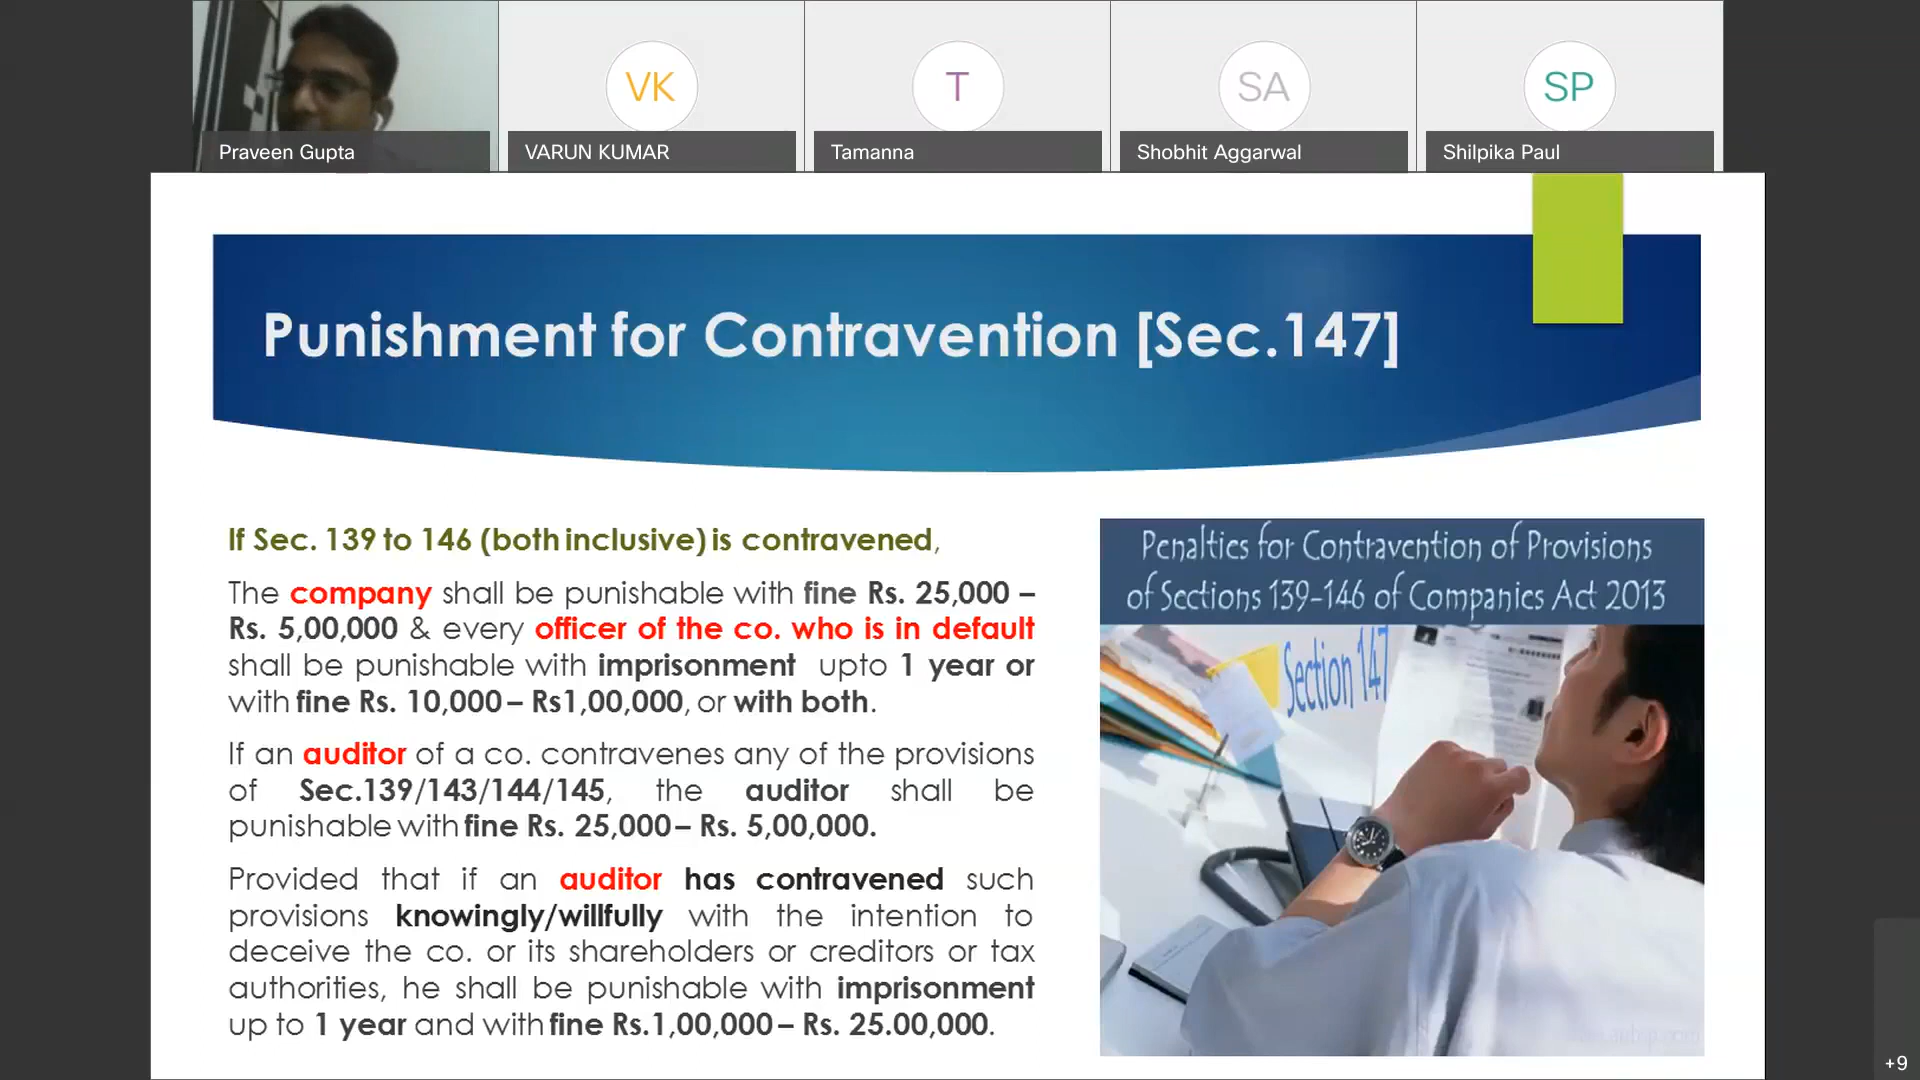 VK
T
SA
SP
Praveen Gupta
VARUN KUMAR
Tamanna
Shobhit Aggarwal
Shilpika Paul
Punishment for Contravention [Sec.147]
If Sec. 139 to 146 (both inclusive) is contravened,
The company shall be punishable with fine Rs. 25,000 –
Rs. 5,00,000 & every officer of the co. who is in default
shall be punishable with imprisonment upto 1 year or
with fine Rs. 10,000 – Rs1,00,000, or with both.
If an auditor of a co. contravenes any of the provisions
of Sec.139/143/144/145, the auditor shall be
punishable with fine Rs. 25,000 – Rs. 5,00,000.
Provided that if an auditor has contravened such
provisions knowingly/willfully with the intention to
deceive the co. or its shareholders or creditors or tax
authorities, he shall be punishable with imprisonment
up to 1 year and with fine Rs.1,00,000 – Rs. 25.00,000.
Penalties for Contravention of Provisions
of Sections 139-146 of Companies Act 2013
Section 147
+9